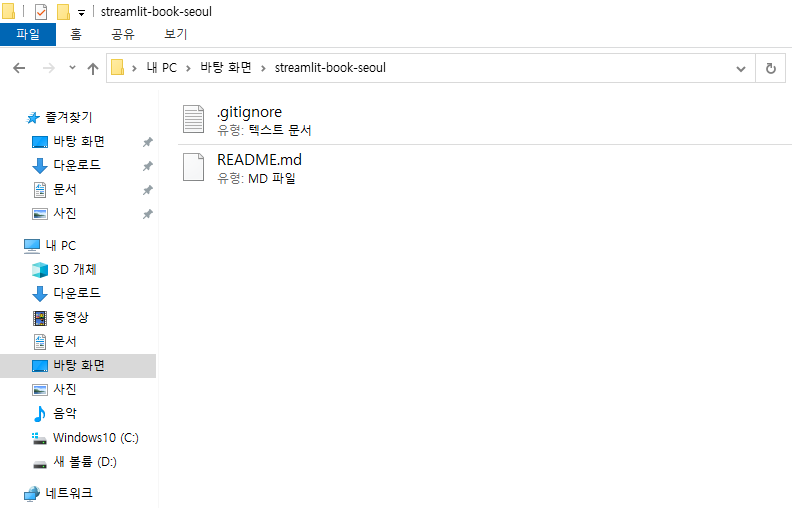 streamlit-book-seoul
파일 홈 공유 보기
내 PC 바탕 화면 streamlit-book-seoul
즐겨찾기
바탕 화면
다운로드
문서
사진
내 PC
3D 개체
다운로드
동영상
문서
바탕 화면
사진
음악
Windows10 (C:)
새 볼륨 (D:)
네트워크
.gitignore
유형: 텍스트 문서
README.md
유형: MD 파일